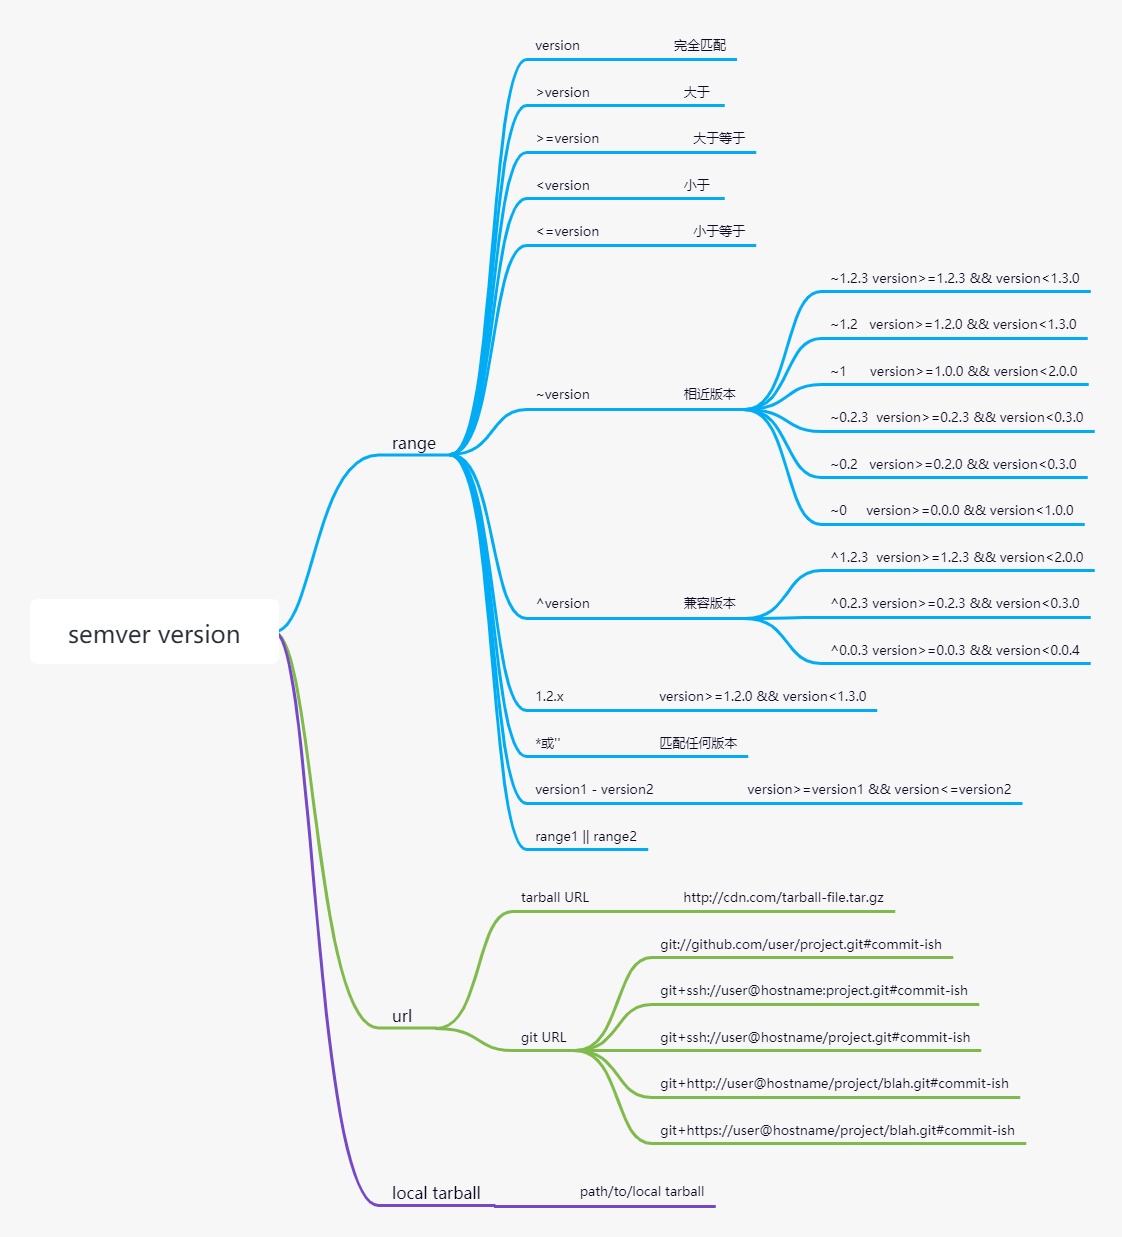 semver version
range
version 完全匹配
>version 大于
>=version 大于等于
<version 小于
<=version 小于等于
~version 相近版本
~1.2.3 version>=1.2.3 && version<1.3.0
~1.2 version>=1.2.0 && version<1.3.0
~1 version>=1.0.0 && version<2.0.0
~0.2.3 version>=0.2.3 && version<0.3.0
~0.2 version>=0.2.0 && version<0.3.0
~0 version>=0.0.0 && version<1.0.0
^version 兼容版本
^1.2.3 version>=1.2.3 && version<2.0.0
^0.2.3 version>=0.2.3 && version<0.3.0
^0.0.3 version>=0.0.3 && version<0.0.4
1.2.x version>=1.2.0 && version<1.3.0
*或'' 匹配任何版本
version1 - version2 version>=version1 && version<=version2
range1 || range2
url
tarball URL http://cdn.com/tarball-file.tar.gz
git URL
git://github.com/user/project.git#commit-ish
git+ssh://user@hostname:project.git#commit-ish
git+ssh://user@hostname/project.git#commit-ish
git+http://user@hostname/project/blah.git#commit-ish
git+https://user@hostname/project/blah.git#commit-ish
local tarball path/to/local tarball